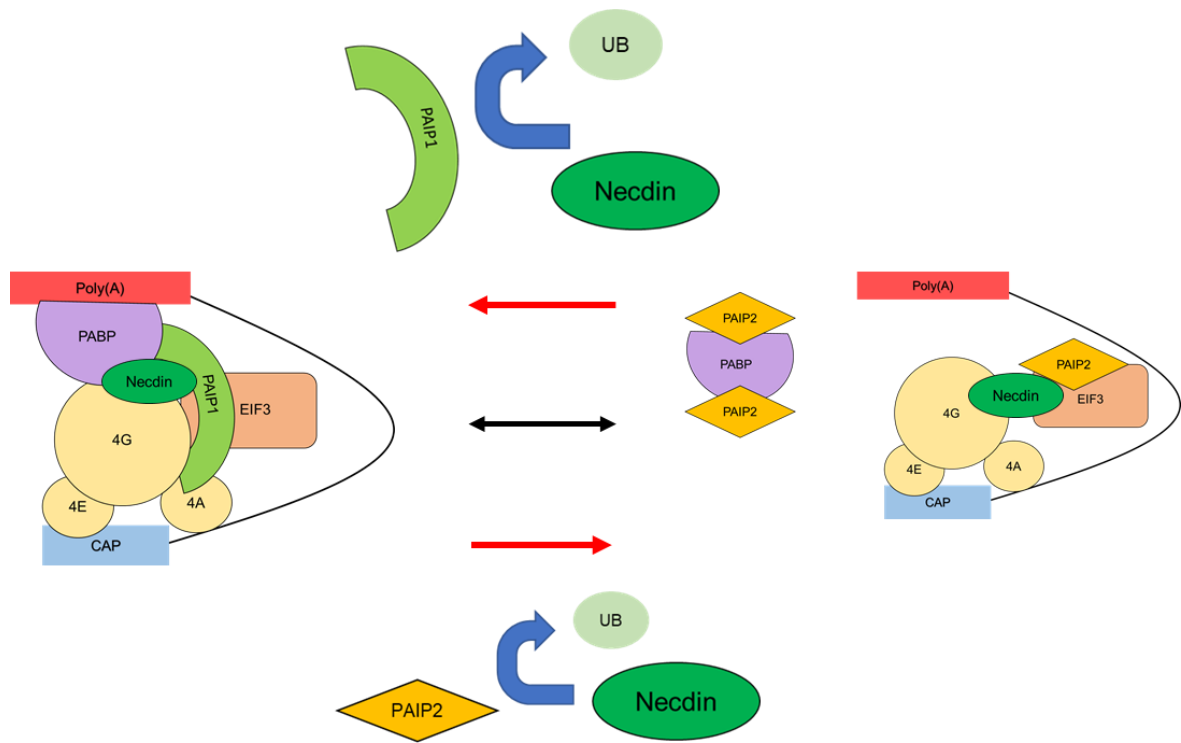 UB
PAIP1
Necdin
Poly(A)
PABP
Necdin
PAIP1
EIF3
4G
4E
4A
CAP
PAIP2
PABP
PAIP2
Poly(A)
PAIP2
Necdin
EIF3
4G
4E
4A
CAP
UB
PAIP2
Necdin